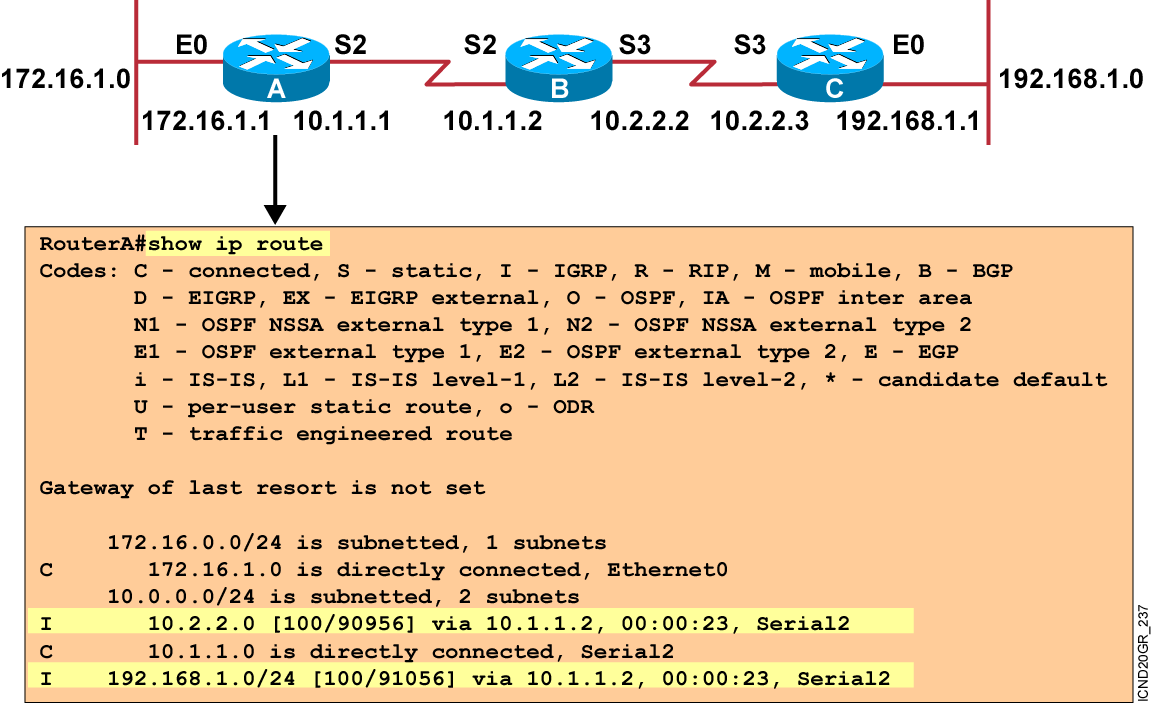 E0 S2 S2 S3 S3 E0
172.16.1.0 A B C 192.168.1.0
172.16.1.1 10.1.1.1 10.1.1.2 10.2.2.2 10.2.2.3 192.168.1.1
RouterA#show ip route
Codes: C - connected, S - static, I - IGRP, R - RIP, M - mobile, B - BGP
D - EIGRP, EX - EIGRP external, O - OSPF, IA - OSPF inter area
N1 - OSPF NSSA external type 1, N2 - OSPF NSSA external type 2
E1 - OSPF external type 1, E2 - OSPF external type 2, E - EGP
i - IS-IS, L1 - IS-IS level-1, L2 - IS-IS level-2, * - candidate default
U - per-user static route, o - ODR
T - traffic engineered route
Gateway of last resort is not set
172.16.0.0/24 is subnetted, 1 subnets
C 172.16.1.0 is directly connected, Ethernet0
10.0.0.0/24 is subnetted, 2 subnets
I 10.2.2.0 [100/90956] via 10.1.1.2, 00:00:23, Serial2
C 10.1.1.0 is directly connected, Serial2
I 192.168.1.0/24 [100/91056] via 10.1.1.2, 00:00:23, Serial2
ICND20GR_237